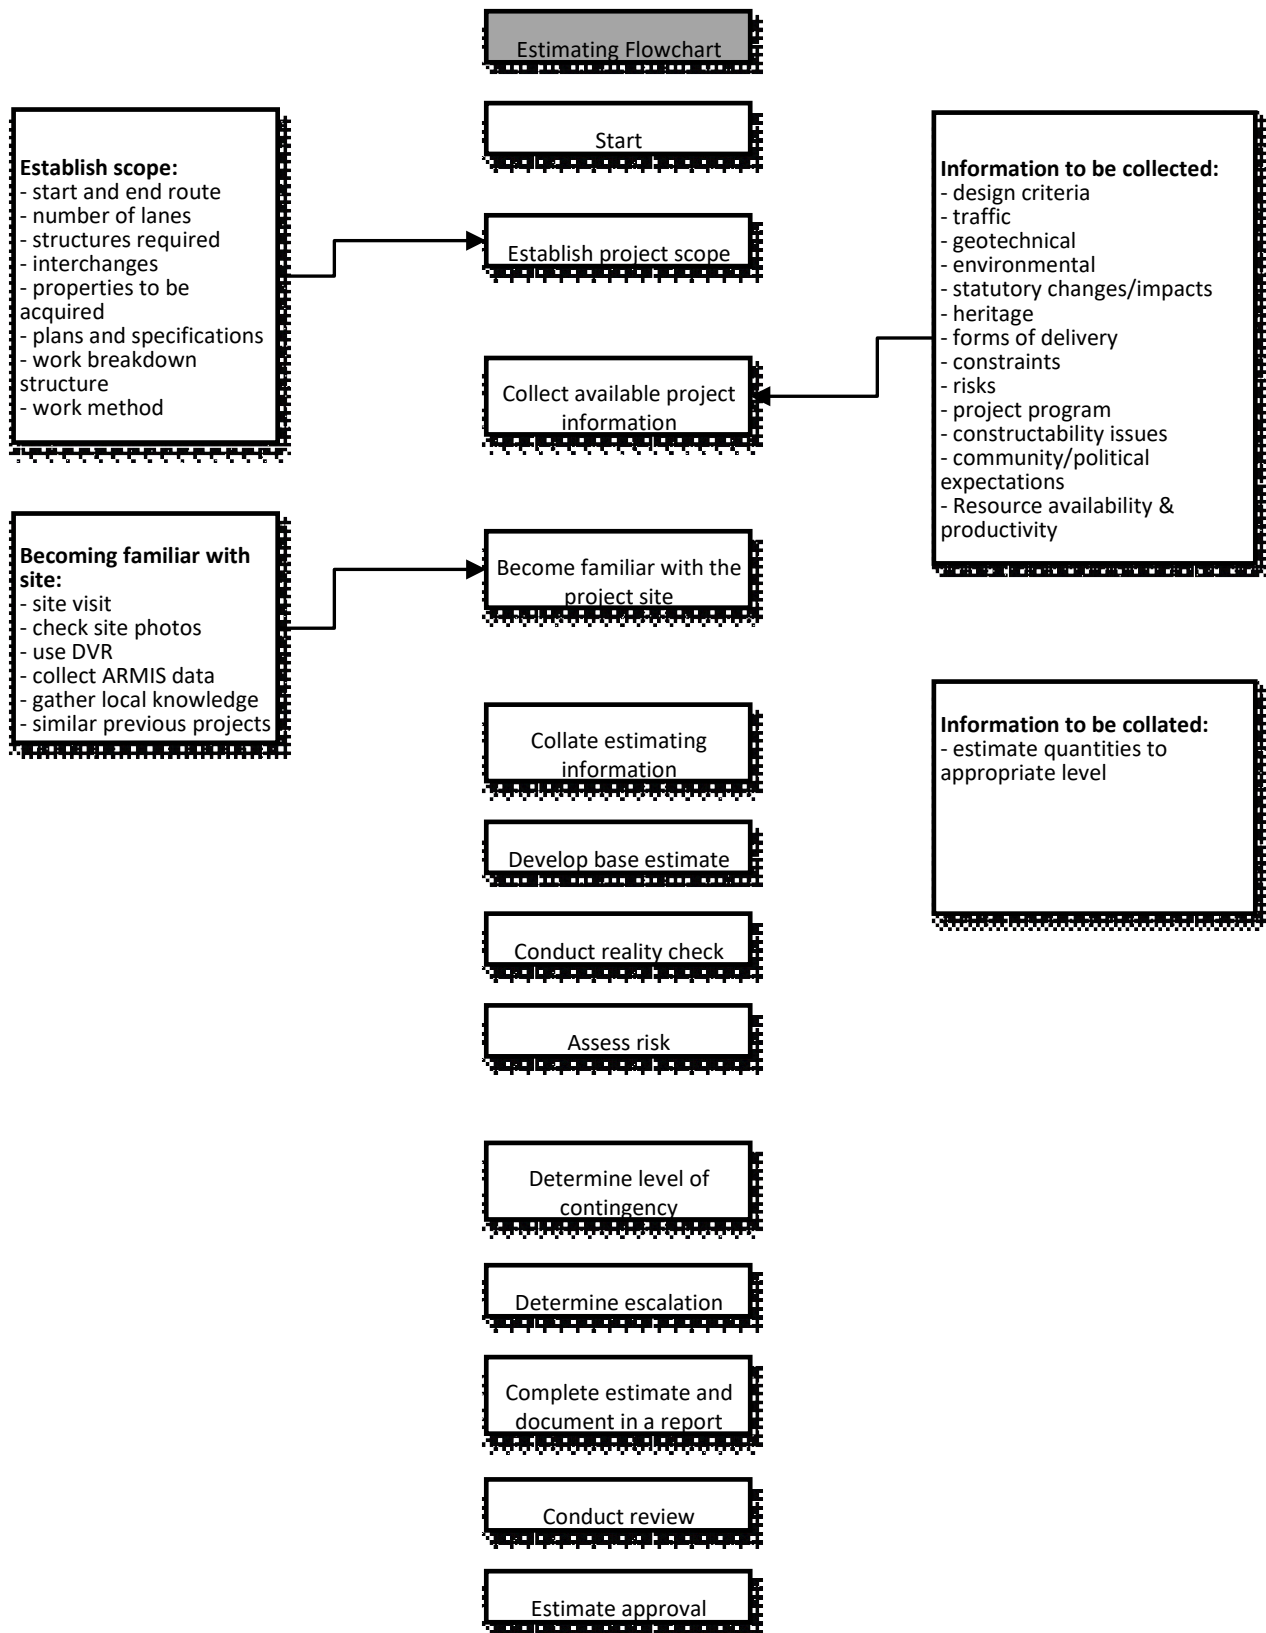 Estimating Flowchart
Start
Establish scope:
- start and end route
- number of lanes
- structures required
- interchanges
- properties to be
acquired
- plans and specifications
- work breakdown
structure
- work method
Establish project scope
Information to be collected:
- design criteria
- traffic
- geotechnical
- environmental
- statutory changes/impacts
- heritage
- forms of delivery
- constraints
- risks
- project program
- constructability issues
- community/political
expectations
- Resource availability &
productivity
Collect available project
information
Becoming familiar with
site:
- site visit
- check site photos
- use DVR
- collect ARMIS data
- gather local knowledge
- similar previous projects
Become familiar with the
project site
Information to be collated:
- estimate quantities to
appropriate level
Collate estimating
information
Develop base estimate
Conduct reality check
Assess risk
Determine level of
contingency
Determine escalation
Complete estimate and
document in a report
Conduct review
Estimate approval